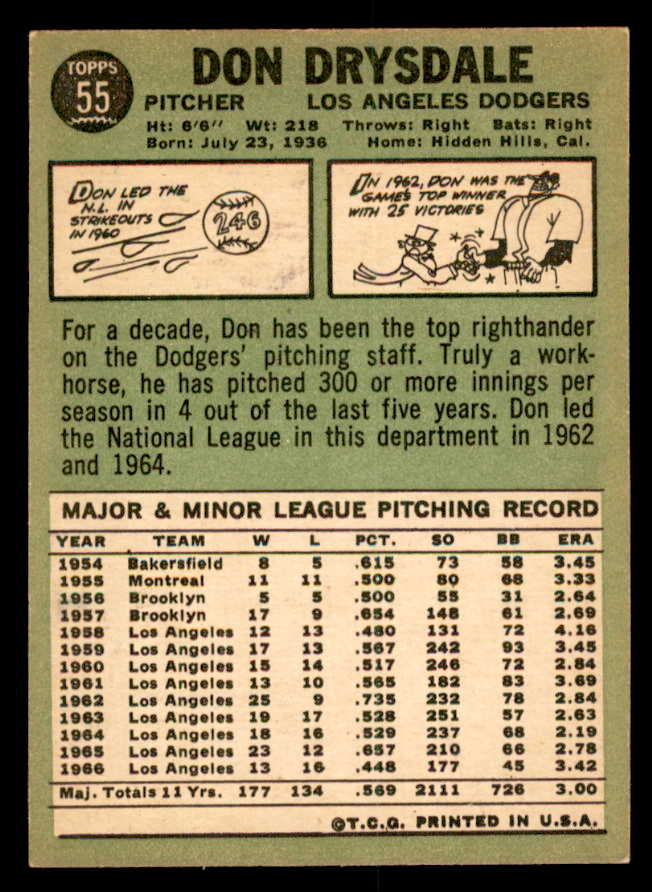 TOPPS
55
DON DRYSDALE
PITCHER LOS ANGELES DODGERS
Ht: 6'6" Wt: 218 Throws: Right Bats: Right
Born: July 23, 1936 Home: Hidden Hills, Cal.
DON LED THE
N.L. IN
STRIKEOUTS
IN 1960
246
IN 1962, DON WAS THE
GAME'S TOP WINNER
WITH 25 VICTORIES
For a decade, Don has been the top righthander
on the Dodgers' pitching staff. Truly a work-
horse, he has pitched 300 or more innings per
season in 4 out of the last five years. Don led
the National League in this department in 1962
and 1964.
MAJOR & MINOR LEAGUE PITCHING RECORD
YEAR TEAM W L PCT. SO BB ERA
1954 Bakersfield 8 5 .615 73 58 3.45
1955 Montreal 11 11 .500 80 68 3.33
1956 Brooklyn 5 5 .500 55 31 2.64
1957 Brooklyn 17 9 .654 148 61 2.69
1958 Los Angeles 12 13 .480 131 72 4.16
1959 Los Angeles 17 13 .567 242 93 3.45
1960 Los Angeles 15 14 .517 246 72 2.84
1961 Los Angeles 13 10 .565 182 83 3.69
1962 Los Angeles 25 9 .735 232 78 2.84
1963 Los Angeles 19 17 .528 251 57 2.63
1964 Los Angeles 18 16 .529 237 68 2.19
1965 Los Angeles 23 12 .657 210 66 2.78
1966 Los Angeles 13 16 .448 177 45 3.42
Maj. Totals 11 Yrs. 177 134 .569 2111 726 3.00
©T.C.G. PRINTED IN U.S.A.